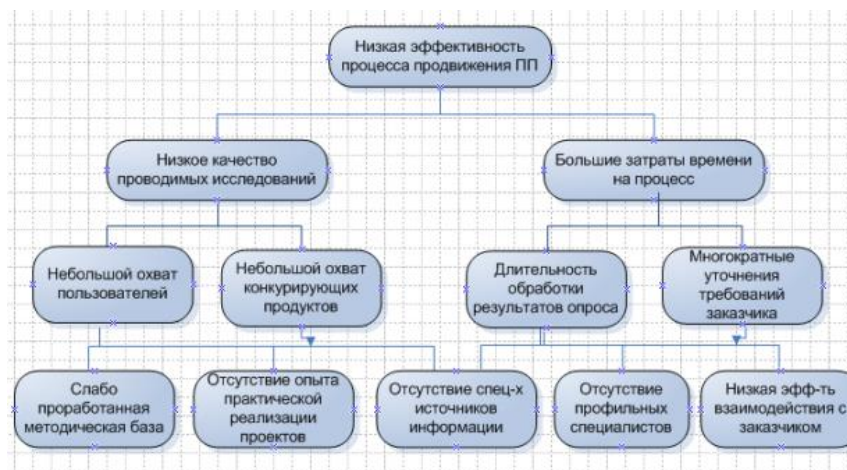 Низкая эффективность
процесса продвижения ПП
Низкое качество
проводимых исследований
Большие затраты времени
на процесс
Небольшой охват
пользователей
Небольшой охват
конкурирующих
продуктов
Длительность
обработки
результатов опроса
Многократные
уточнения
требований
заказчика
Слабо
проработанная
методическая база
Отсутствие опыта
практической
реализации
проектов
Отсутствие спец-х
источников
информации
Отсутствие
профильных
специалистов
Низкая эфф-ть
взаимодействия с
заказчиком